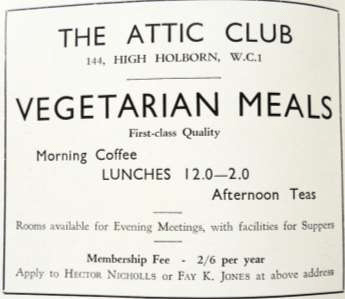 THE ATTIC CLUB
144, HIGH HOLBORN, W.C.1
VEGETARIAN MEALS
First-class Quality
Morning Coffee
LUNCHES 12.0—2.0
Afternoon Teas
Rooms available for Evening Meetings, with facilities for Suppers
Membership Fee - 2/6 per year
Apply to HECTOR NICHOLLS or FAY K. JONES at above address